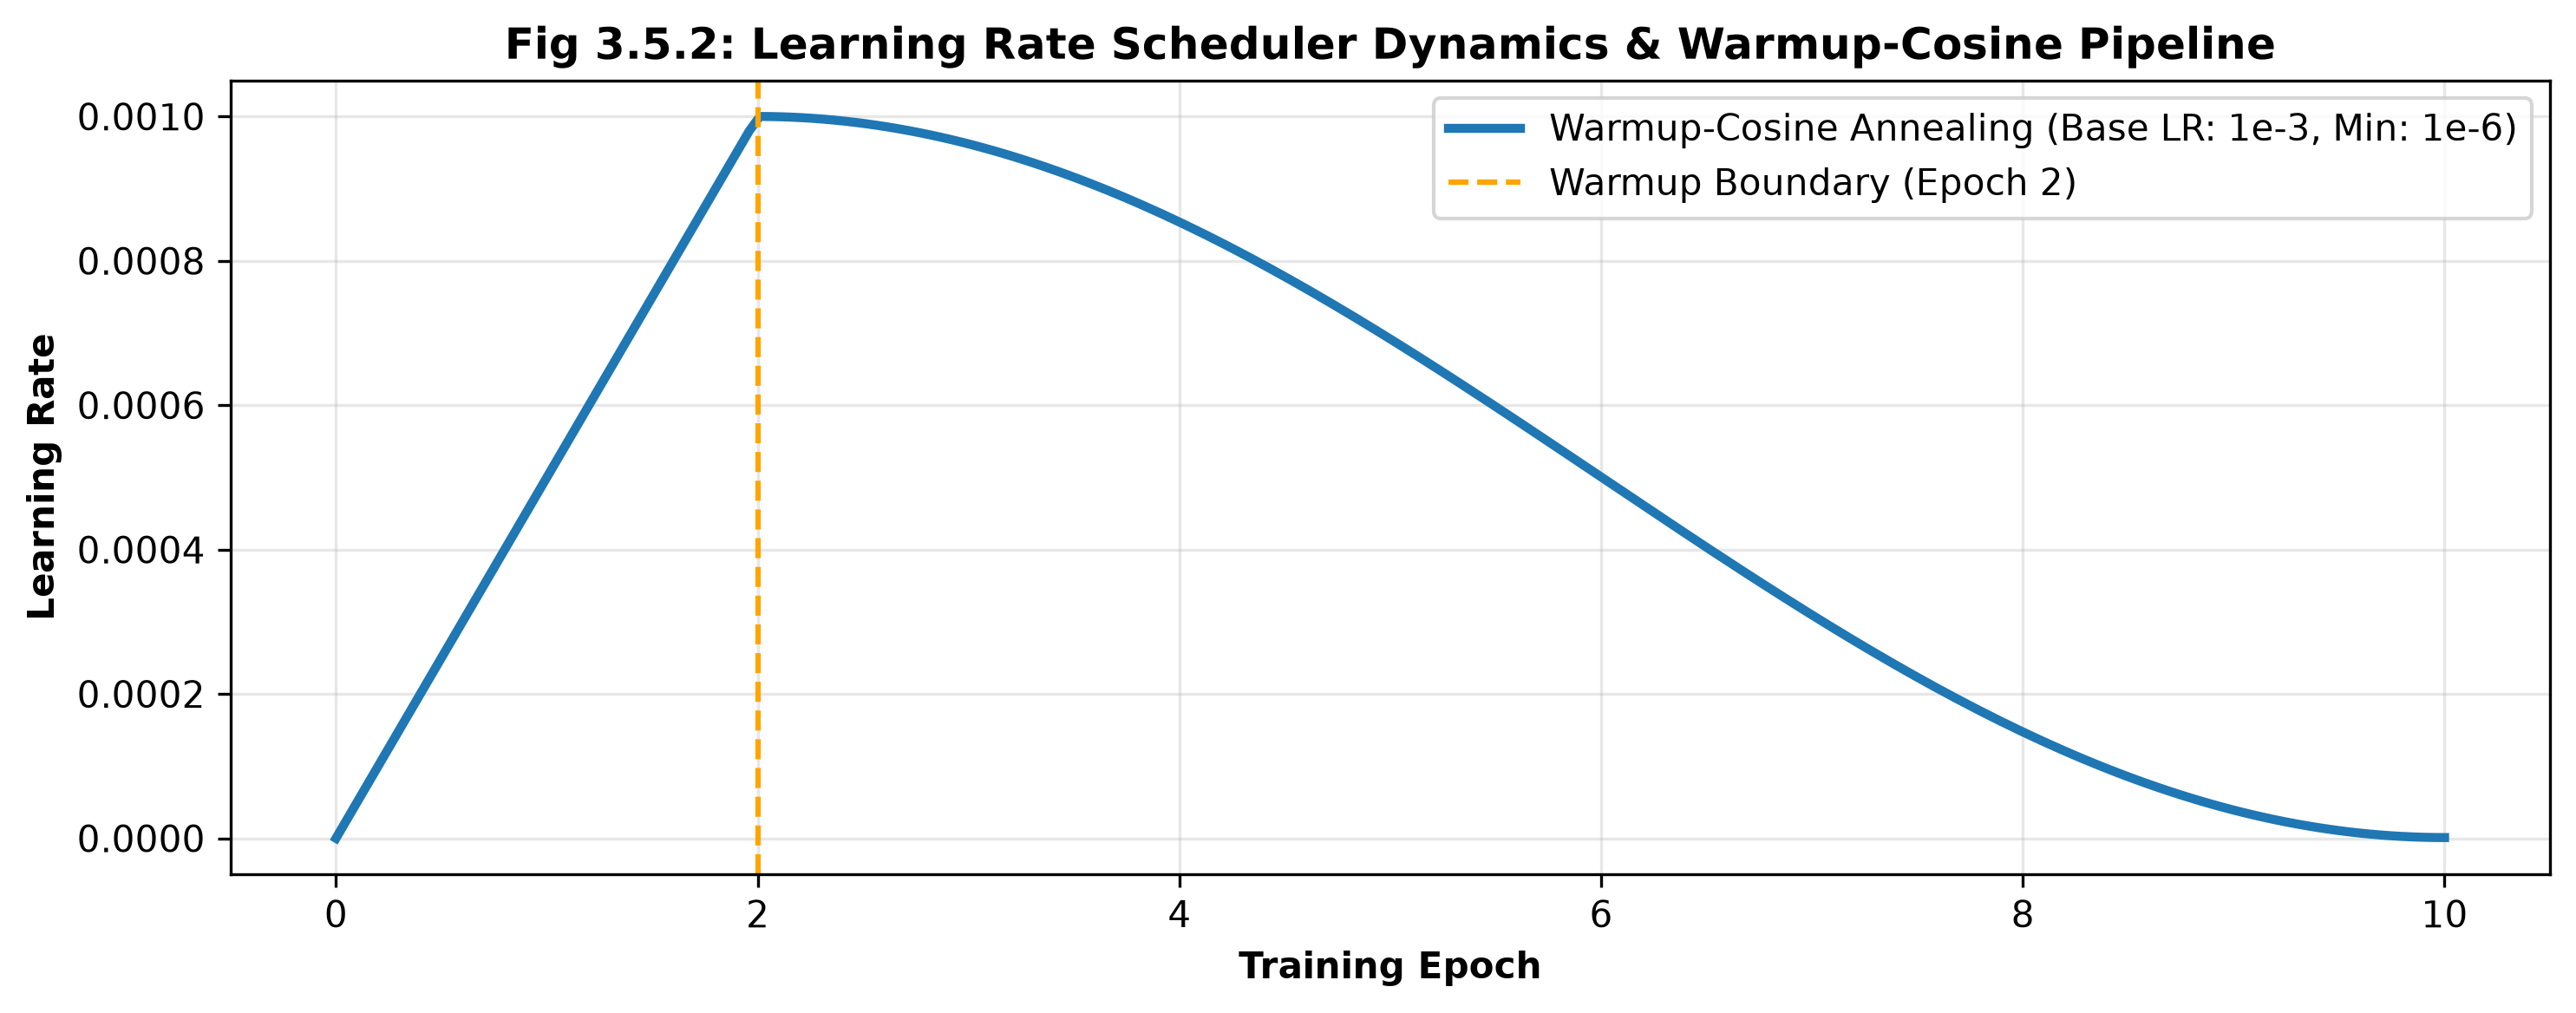 Fig 3.5.2: Learning Rate Scheduler Dynamics & Warmup-Cosine Pipeline
Warmup-Cosine Annealing (Base LR: 1e-3, Min: 1e-6)
Warmup Boundary (Epoch 2)
Learning Rate
0.0010
0.0008
0.0006
0.0004
0.0002
0.0000
0 2 4 6 8 10
Training Epoch